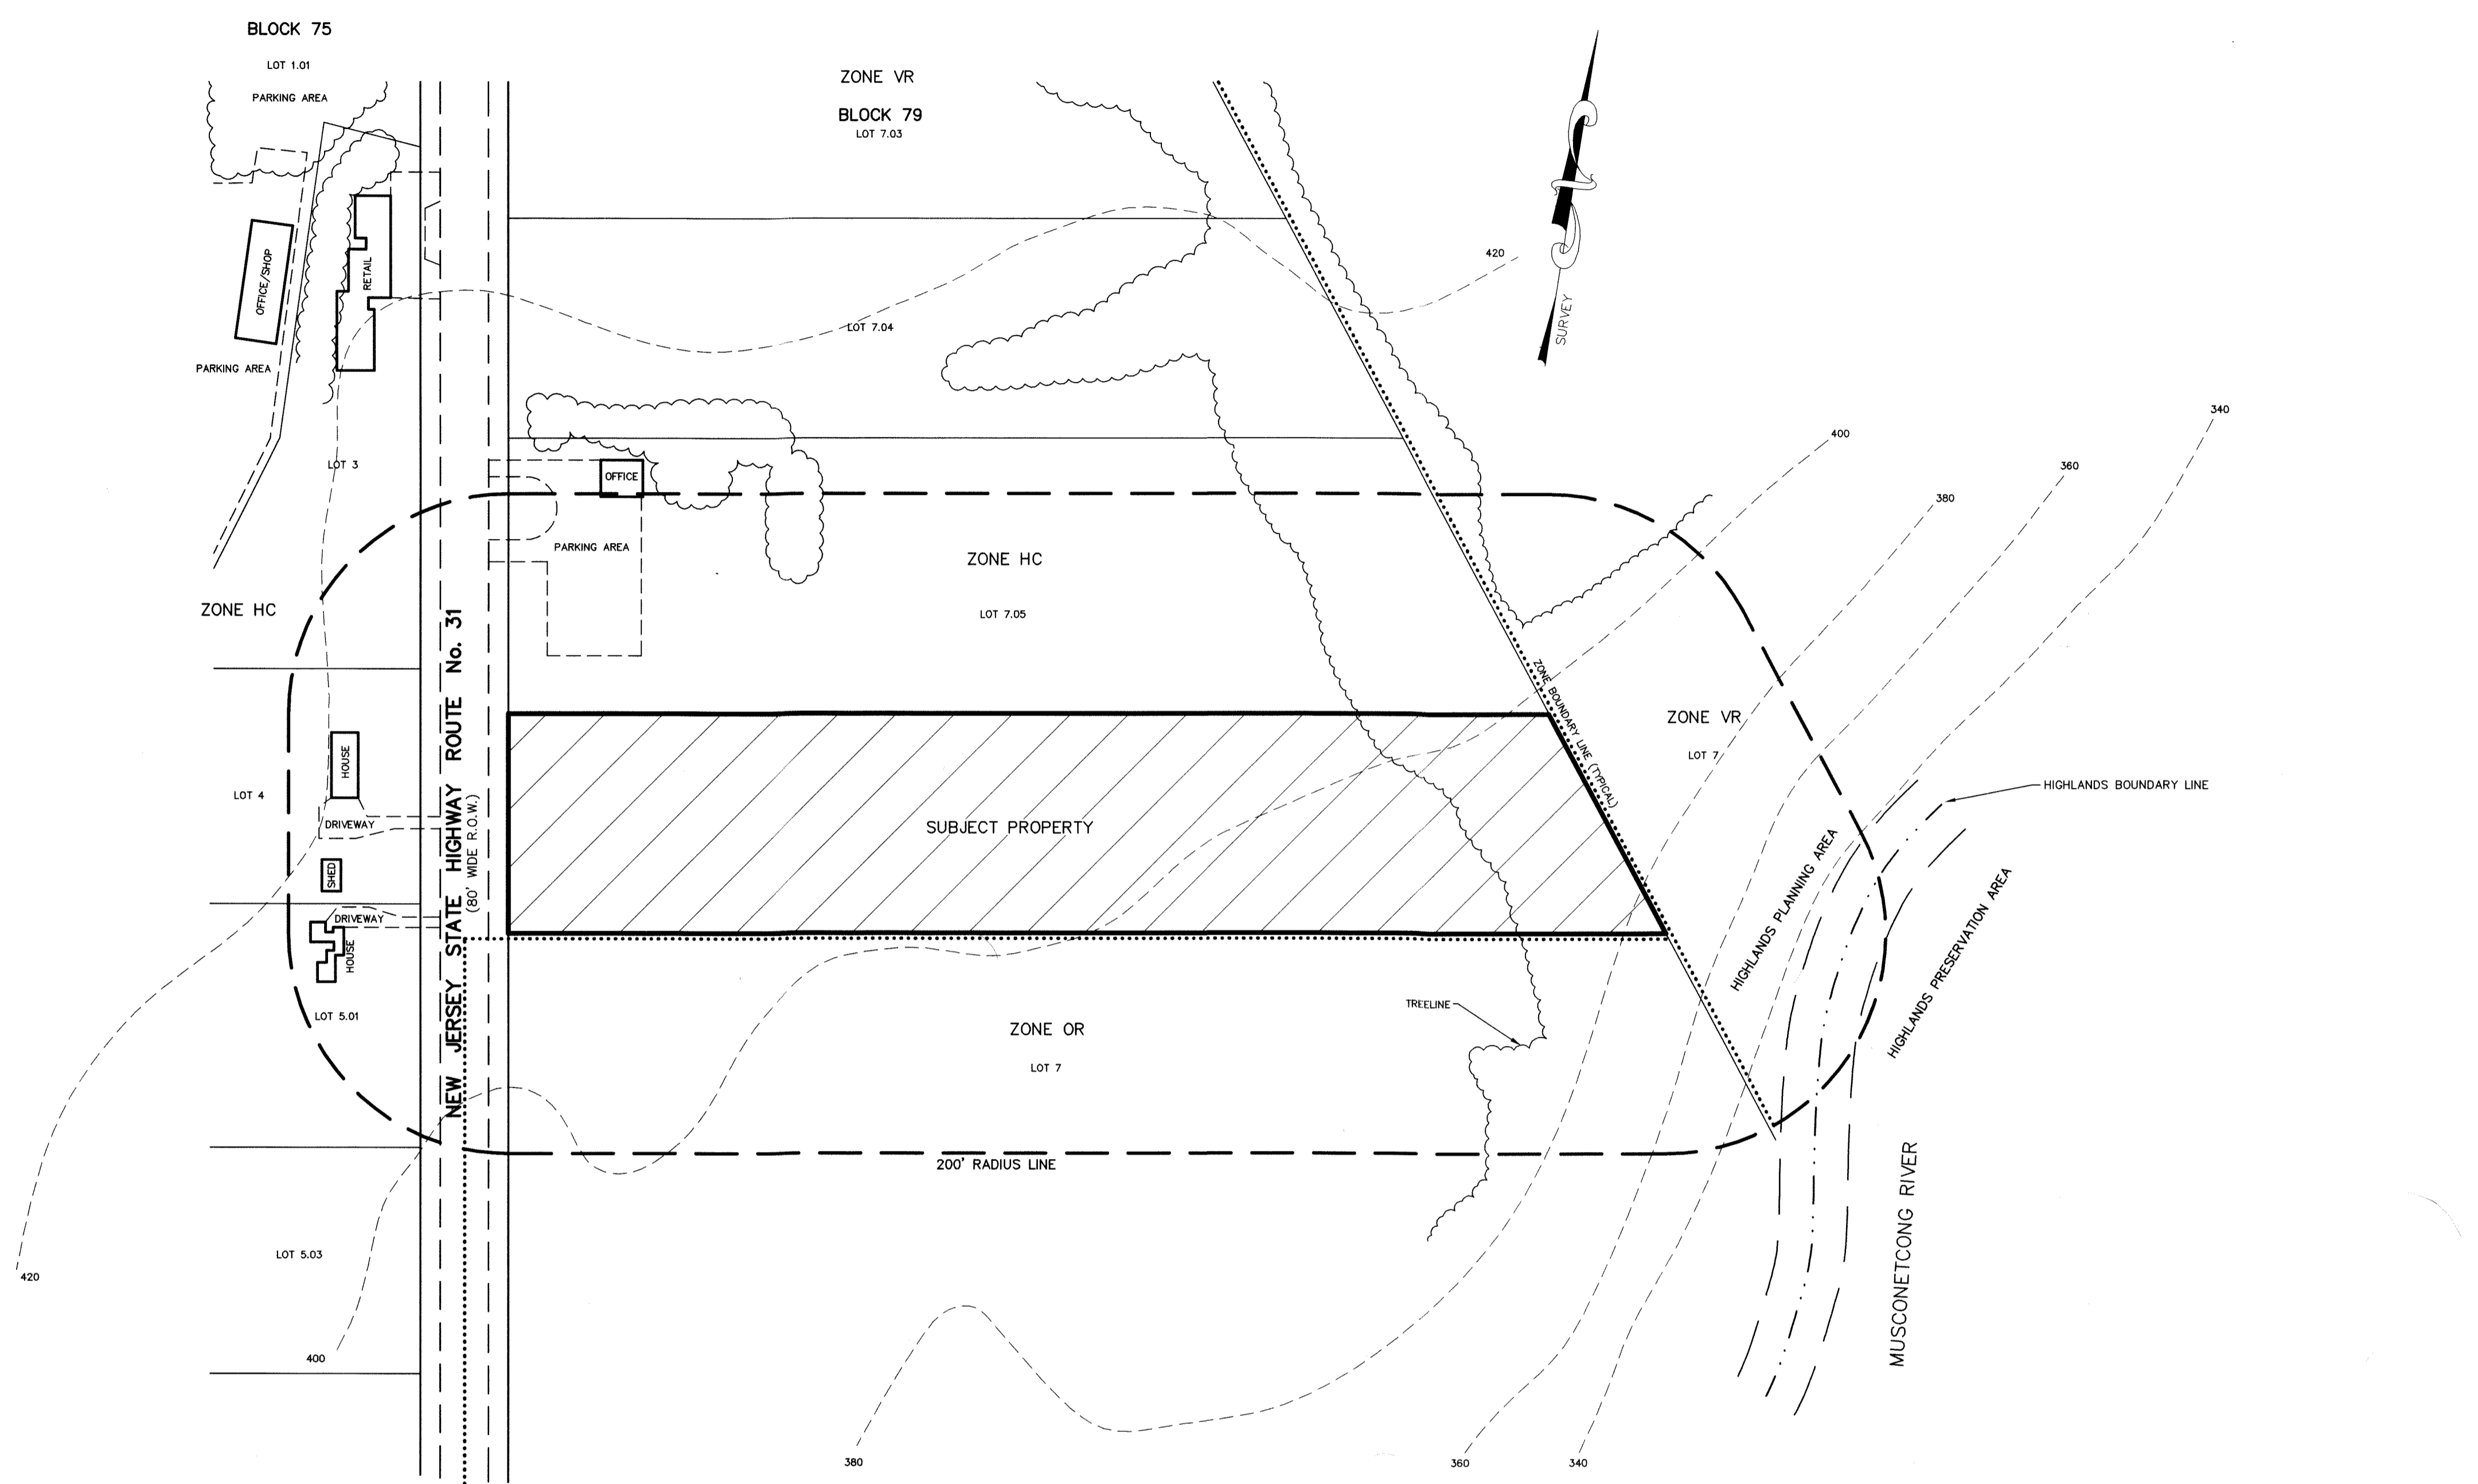 BLOCK 75
LOT 1.01
PARKING AREA
OFFICE/SHOP
RETAIL
PARKING AREA
LOT 3
ZONE HC
HOUSE
LOT 4
DRIVEWAY
SHED
DRIVEWAY
HOUSE
LOT 5.01
LOT 5.03
420
400
NEW JERSEY STATE HIGHWAY ROUTE No. 31
(80' WIDE R.O.W.)
ZONE VR
BLOCK 79
LOT 7.03
LOT 7.04
OFFICE
PARKING AREA
ZONE HC
LOT 7.05
SUBJECT PROPERTY
ZONE OR
LOT 7
TREELINE
200' RADIUS LINE
380
360
340
SURVEY
420
400
380
360
340
ZONE BOUNDARY LINE (TYPICAL)
ZONE VR
LOT 7
HIGHLANDS BOUNDARY LINE
HIGHLANDS PLANNING AREA
HIGHLANDS PRESERVATION AREA
MUSCONETCONG RIVER